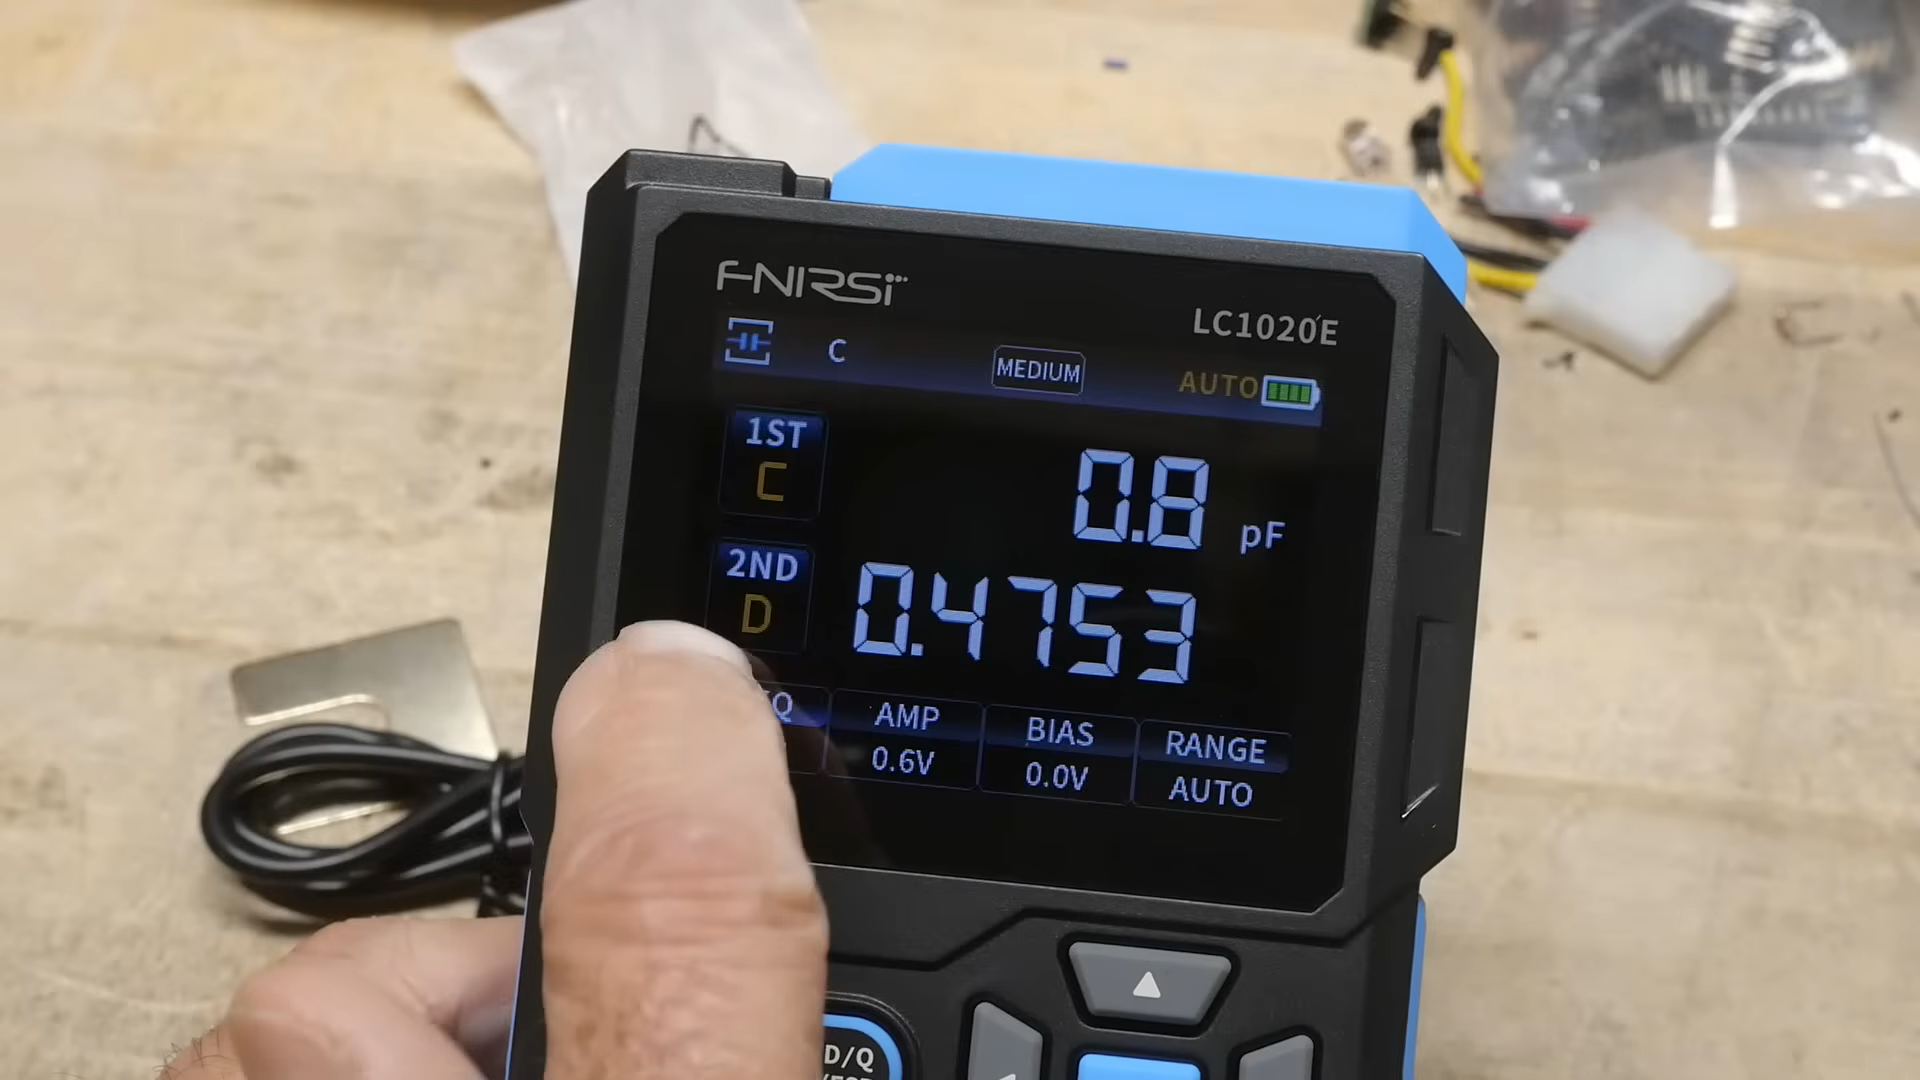 FNIRSI
LC1020E
C
MEDIUM
AUTO
1ST
C
0.8 pF
2ND
D
0.4753
Q
AMP
0.6V
BIAS
0.0V
RANGE
AUTO
D/Q